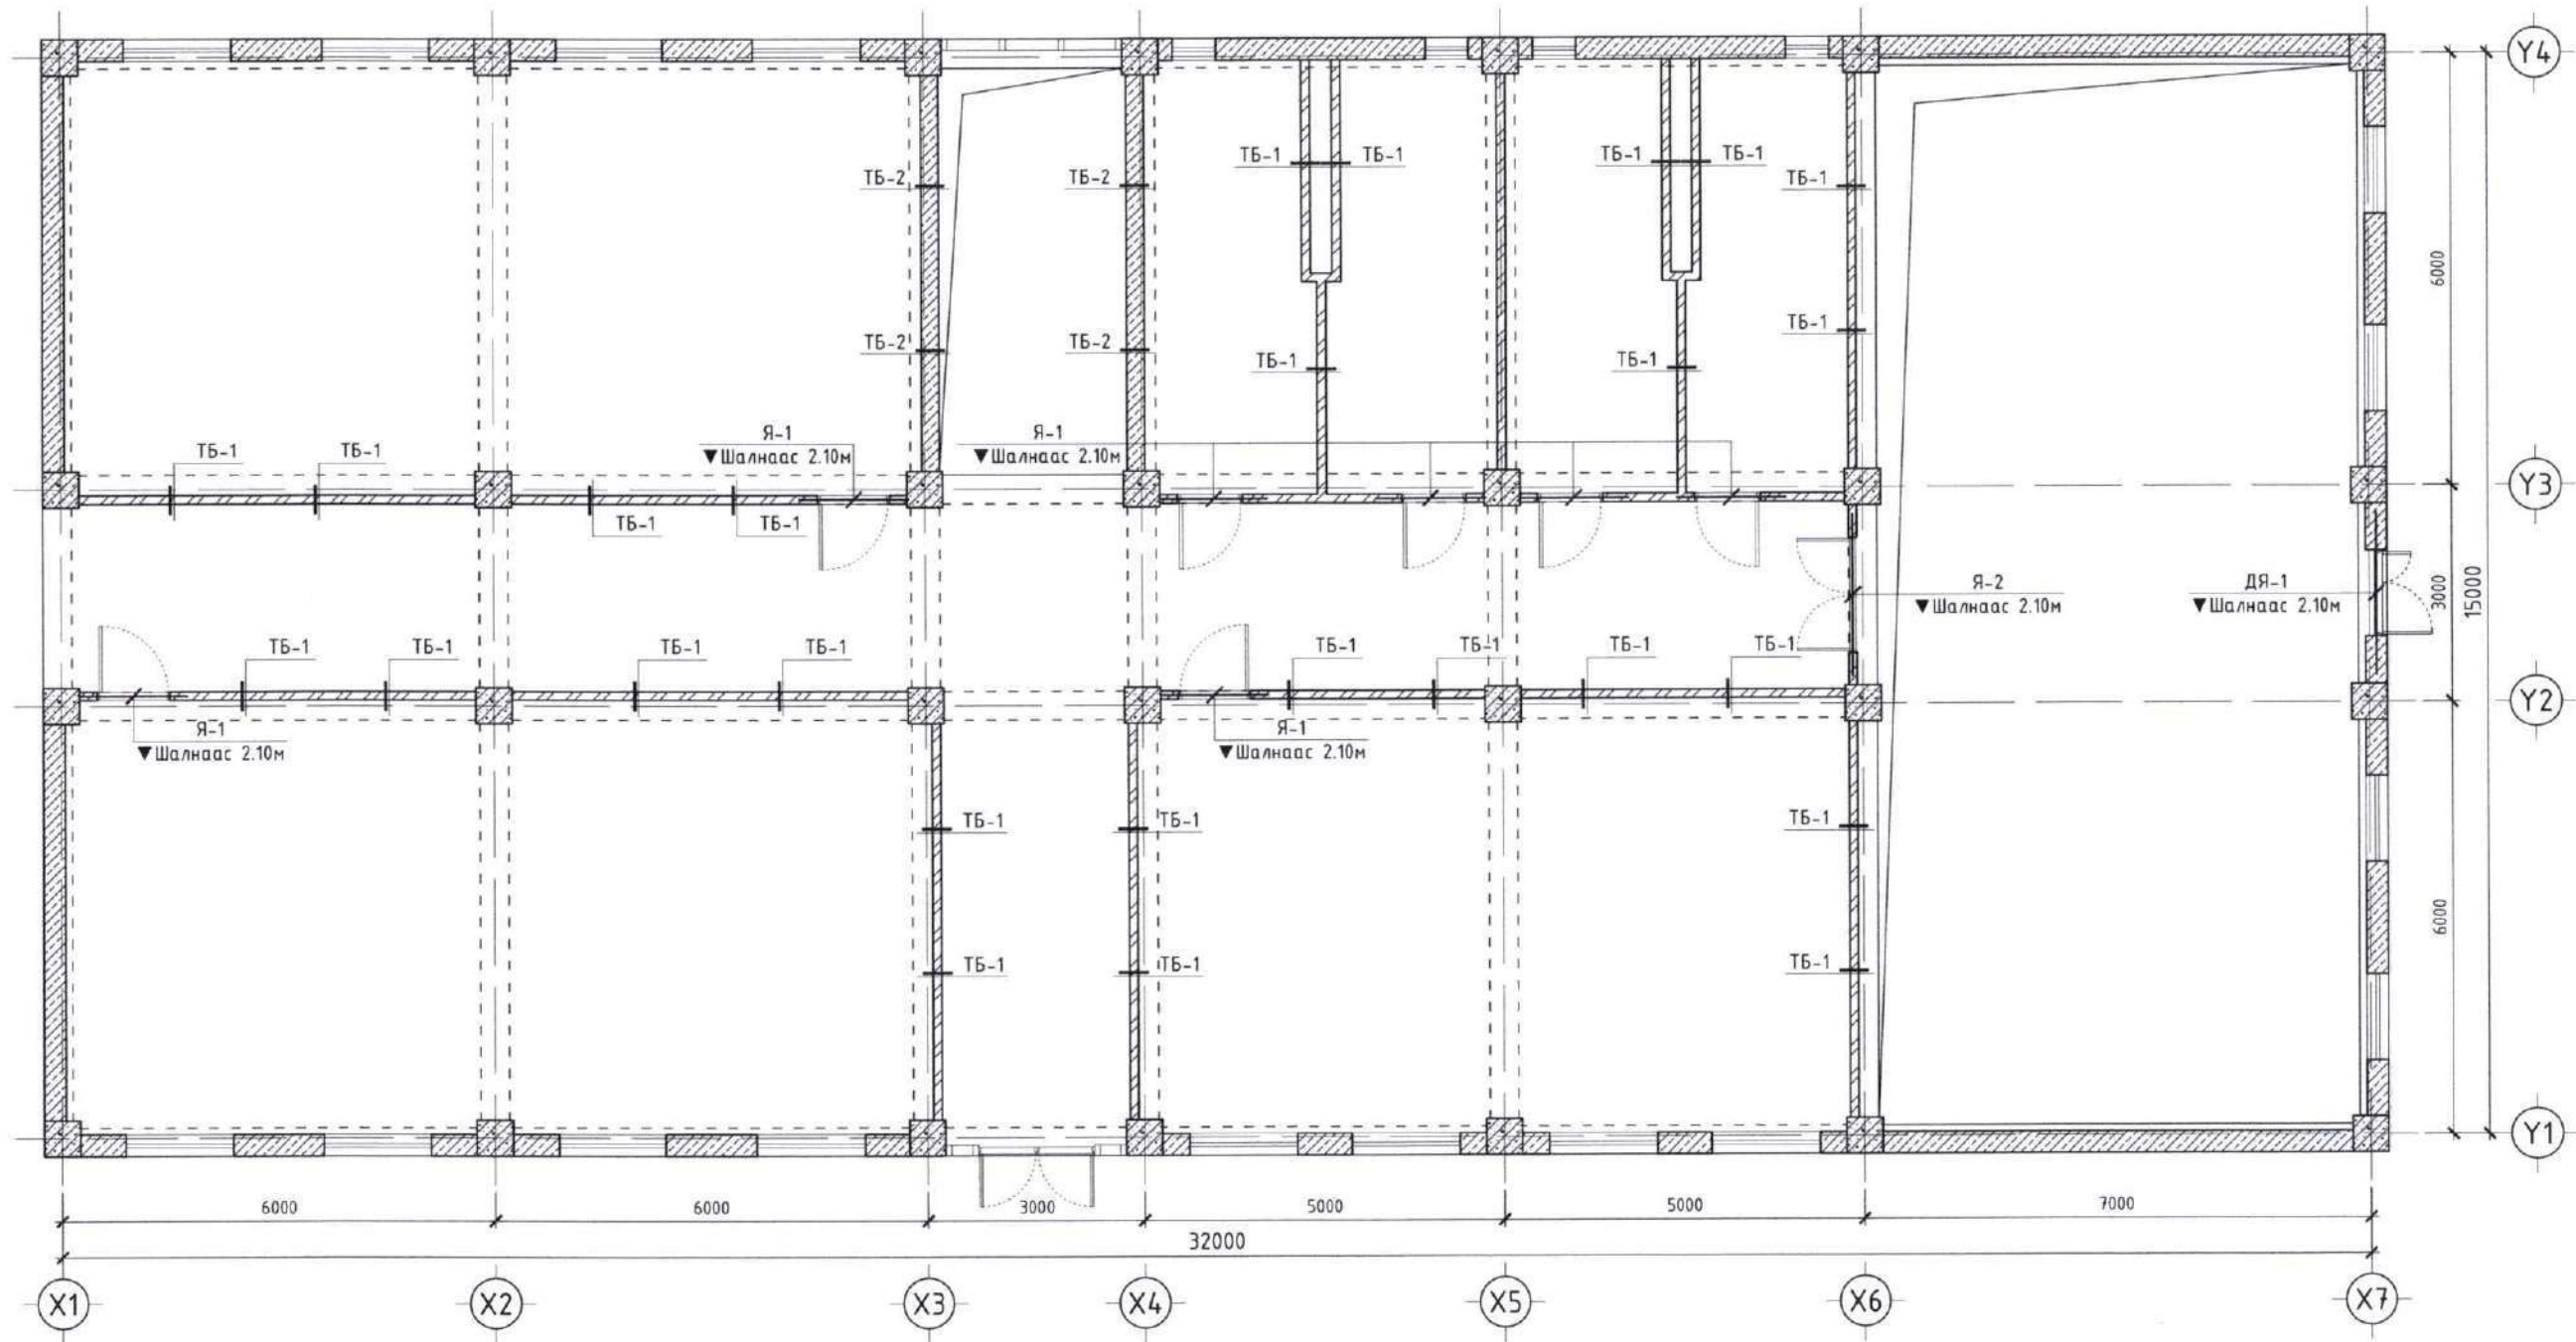 Y4
ТБ-1
ТБ-1
ТБ-1
ТБ-1
ТБ-2
ТБ-2
ТБ-1
6000
ТБ-2
ТБ-2
ТБ-1
ТБ-1
ТБ-1
Я-1
▼Шалнаас 2.10м
Я-1
▼Шалнаас 2.10м
ТБ-1
ТБ-1
Y3
ТБ-1
ТБ-1
Я-2
▼Шалнаас 2.10м
ДЯ-1
▼Шалнаас 2.10м
3000
15000
ТБ-1
ТБ-1
ТБ-1
ТБ-1
ТБ-1
ТБ-1
ТБ-1
ТБ-1
Y2
Я-1
▼Шалнаас 2.10м
Я-1
▼Шалнаас 2.10м
ТБ-1
ТБ-1
ТБ-1
6000
ТБ-1
ТБ-1
ТБ-1
Y1
6000
6000
3000
5000
5000
7000
32000
X1
X2
X3
X4
X5
X6
X7